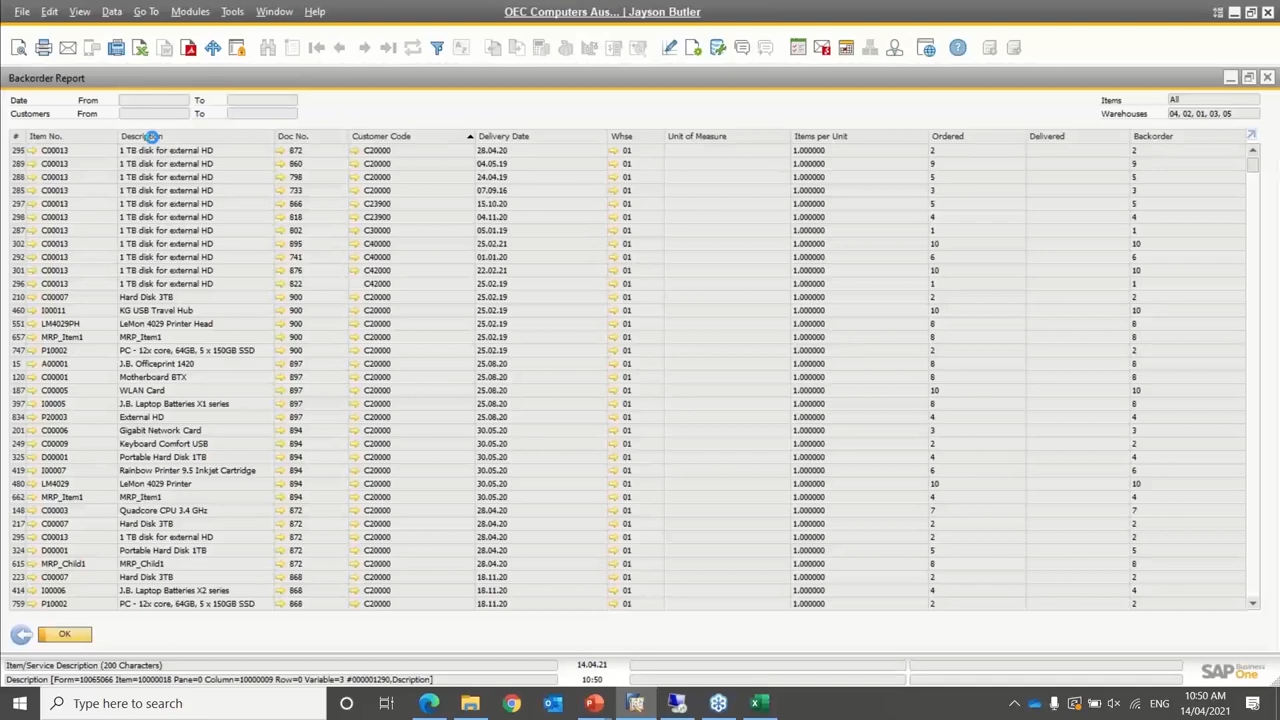 File Edit View Data Go To Modules Tools Window Help OEC Computers Aus... | Jayson Butler
Backorder Report
Date From To Items All
Customers From To Warehouses 04, 02, 01, 03, 05
# Item No. Description Doc No. Customer Code Delivery Date Whse Unit of Measure Items per Unit Ordered Delivered Backorder
295 C00013 1 TB disk for external HD 872 C20000 28.04.20 01 1.000000 2 2
289 C00013 1 TB disk for external HD 860 C20000 04.05.19 01 1.000000 9 9
288 C00013 1 TB disk for external HD 798 C20000 24.04.19 01 1.000000 5 5
285 C00013 1 TB disk for external HD 733 C20000 07.09.16 01 1.000000 3 3
297 C00013 1 TB disk for external HD 866 C23900 15.10.20 01 1.000000 5 5
298 C00013 1 TB disk for external HD 818 C23900 04.11.20 01 1.000000 4 4
287 C00013 1 TB disk for external HD 802 C30000 05.01.19 01 1.000000 1 1
302 C00013 1 TB disk for external HD 895 C40000 25.02.21 01 1.000000 10 10
292 C00013 1 TB disk for external HD 741 C40000 01.01.20 01 1.000000 6 6
301 C00013 1 TB disk for external HD 876 C42000 22.02.21 01 1.000000 10 10
296 C00013 1 TB disk for external HD 822 C42000 25.02.19 01 1.000000 1 1
210 C00007 Hard Disk 3TB 900 C20000 25.02.19 01 1.000000 2 2
460 I00011 KG USB Travel Hub 900 C20000 25.02.19 01 1.000000 10 10
551 LM4029PH LeMon 4029 Printer Head 900 C20000 25.02.19 01 1.000000 8 8
657 MRP_Item1 MRP_Item1 900 C20000 25.02.19 01 1.000000 8 8
747 P10002 PC - 12x core, 64GB, 5 x 150GB SSD 900 C20000 25.02.19 01 1.000000 2 2
15 A00001 J.B. Officeprint 1420 897 C20000 25.08.20 01 1.000000 8 8
120 C00001 Motherboard BTX 897 C20000 25.08.20 01 1.000000 8 8
187 C00005 WLAN Card 897 C20000 25.08.20 01 1.000000 10 10
397 I00005 J.B. Laptop Batteries X1 series 897 C20000 25.08.20 01 1.000000 8 8
834 P20003 External HD 897 C20000 25.08.20 01 1.000000 4 4
201 C00006 Gigabit Network Card 894 C20000 30.05.20 01 1.000000 3 3
249 C00009 Keyboard Comfort USB 894 C20000 30.05.20 01 1.000000 2 2
325 D00001 Portable Hard Disk 1TB 894 C20000 30.05.20 01 1.000000 4 4
419 I00007 Rainbow Printer 9.5 Inkjet Cartridge 894 C20000 30.05.20 01 1.000000 6 6
480 LM4029 LeMon 4029 Printer 894 C20000 30.05.20 01 1.000000 10 10
662 MRP_Item1 MRP_Item1 894 C20000 30.05.20 01 1.000000 4 4
148 C00003 Quadcore CPU 3.4 GHz 872 C20000 28.04.20 01 1.000000 7 7
217 C00007 Hard Disk 3TB 872 C20000 28.04.20 01 1.000000 2 2
295 C00013 1 TB disk for external HD 872 C20000 28.04.20 01 1.000000 2 2
324 D00001 Portable Hard Disk 1TB 872 C20000 28.04.20 01 1.000000 5 5
615 MRP_Child1 MRP_Child1 872 C20000 28.04.20 01 1.000000 8 8
223 C00007 Hard Disk 3TB 868 C20000 18.11.20 01 1.000000 2 2
414 I00006 J.B. Laptop Batteries X2 series 868 C20000 18.11.20 01 1.000000 4 4
759 P10002 PC - 12x core, 64GB, 5 x 150GB SSD 868 C20000 18.11.20 01 1.000000 2 2
OK
Item/Service Description (200 Characters) 14.04.21
Description [Form=10065066 Item=10000018 Pane=0 Column=10000009 Row=0 Variable=3 #000001290,Dscription] 10:50
SAP Business One
Type here to search ENG 10:50 AM
14/04/2021